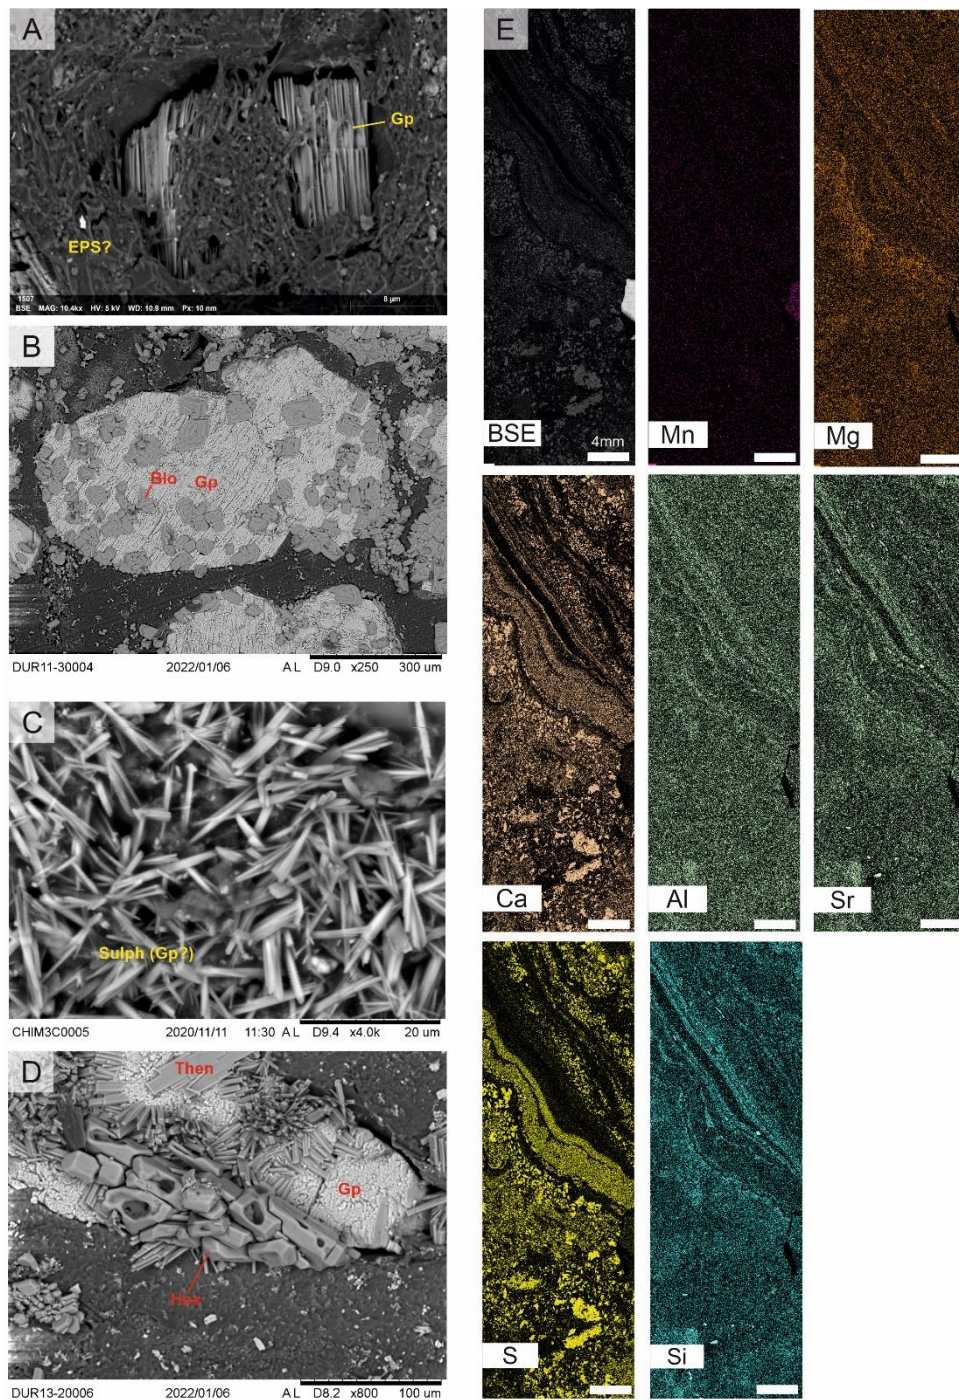 A
Gp
EPS?
1507
BSE MAG: 10.4kx HV: 5 kV WD: 10.9 mm Px: 10 nm
8 µm
B
Blo Gp
DUR11-30004 2022/01/06 A L D9.0 x250 300 um
C
Sulph (Gp?)
CHIM3C0005 2020/11/11 11:30 A L D9.4 x4.0k 20 um
D
Then
Gp
Hex
DUR13-20006 2022/01/06 A L D8.2 x800 100 um
E
BSE
4mm
Mn
Mg
Ca
Al
Sr
S
Si